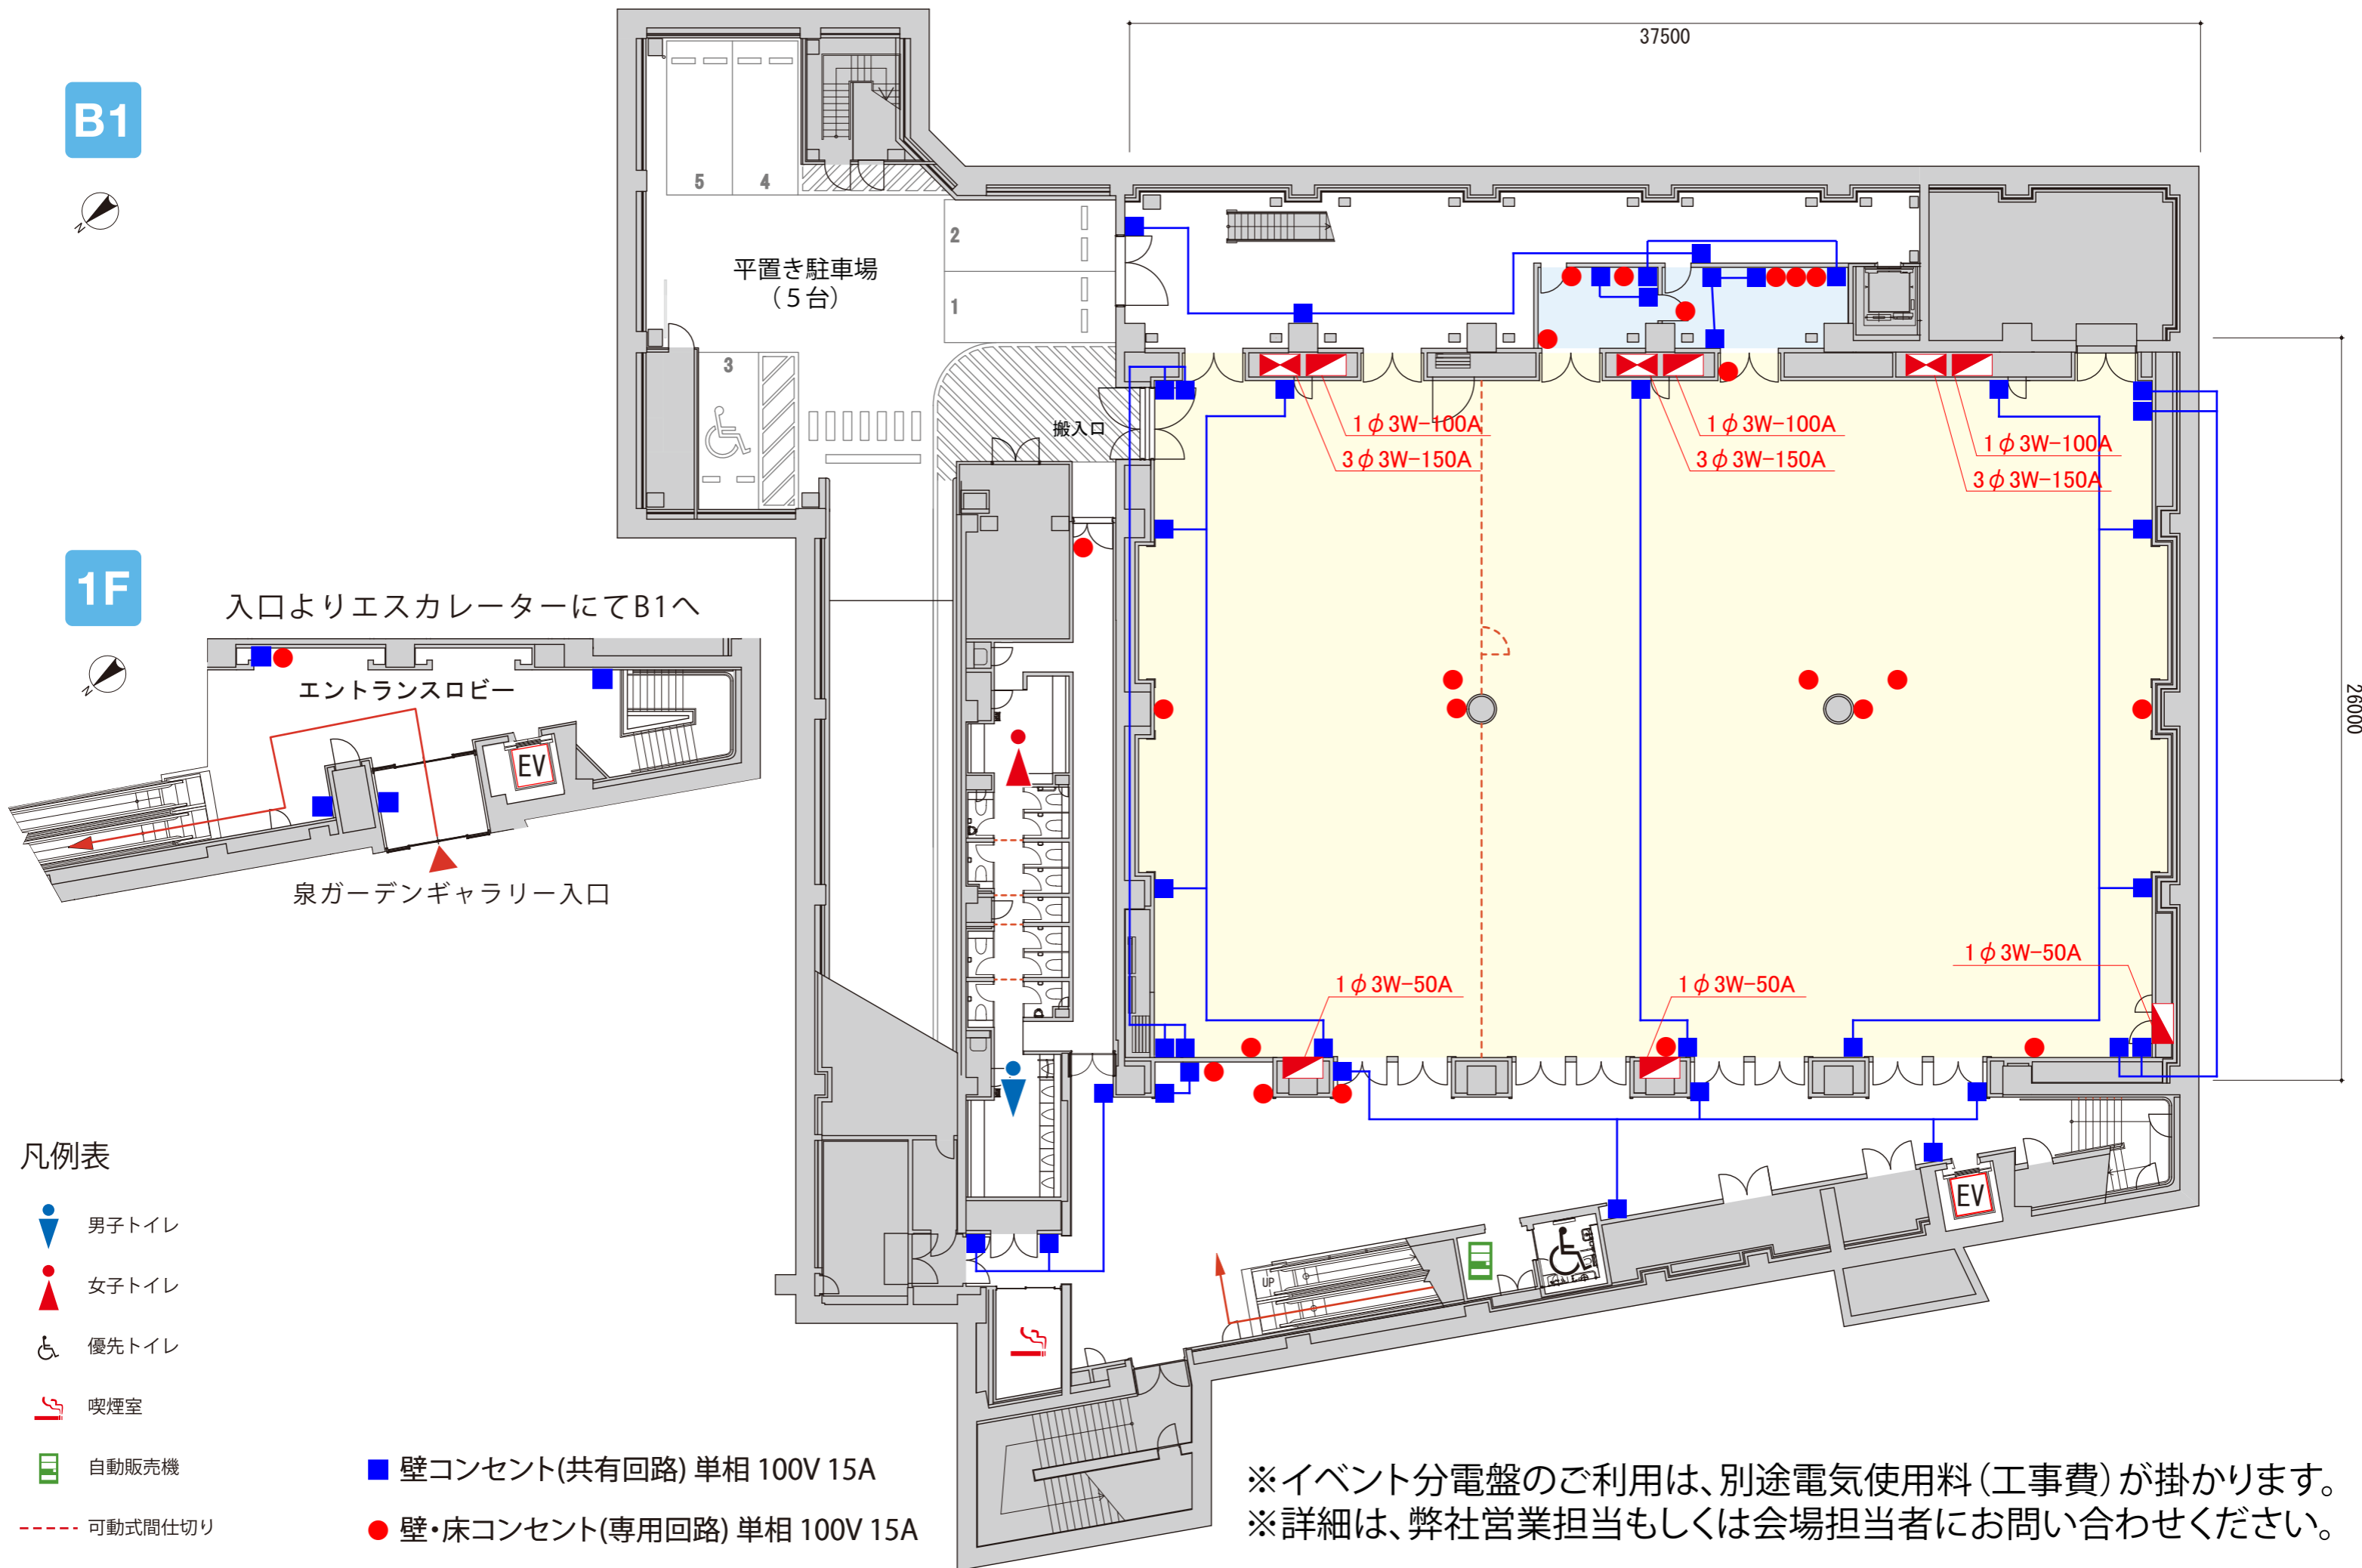 B1
N
37500
5
4
2
1
3
平置き駐車場
(５台)
搬入口
1φ3W-100A
3φ3W-150A
1φ3W-100A
3φ3W-150A
1φ3W-100A
3φ3W-150A
26000
1F
N
入口よりエスカレーターにてB1へ
エントランスロビー
EV
泉ガーデンギャラリー入口
1φ3W-50A
1φ3W-50A
1φ3W-50A
EV
UP
凡例表
男子トイレ
女子トイレ
優先トイレ
喫煙室
自動販売機
可動式間仕切り
壁コンセント(共有回路) 単相 100V 15A
壁・床コンセント(専用回路) 単相 100V 15A
※イベント分電盤のご利用は、別途電気使用料(工事費)が掛かります。
※詳細は、弊社営業担当もしくは会場担当者にお問い合わせください。